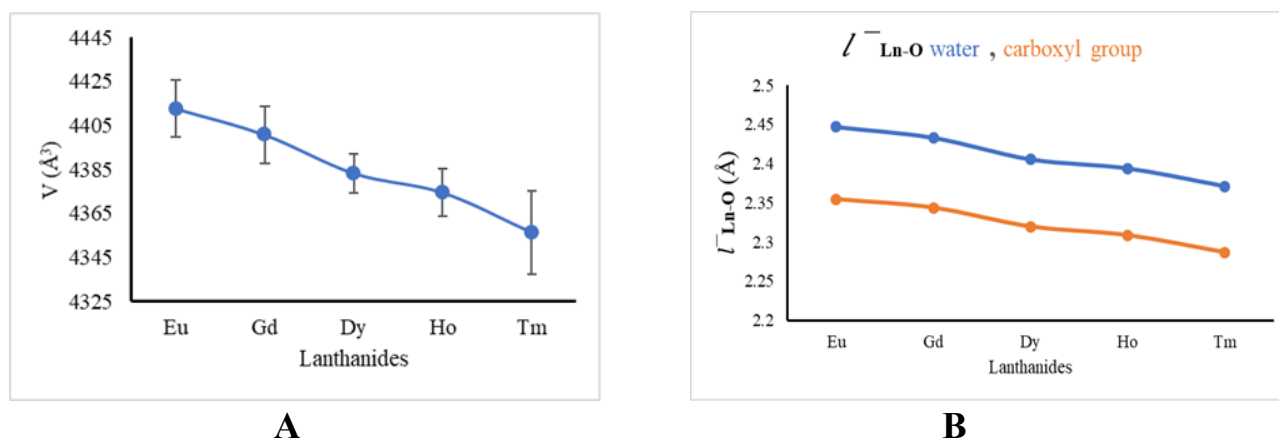 4445
4425
4405
4385
4365
4345
4325
V (Å³)
Eu Gd Dy Ho Tm
Lanthanides
A
l ¯ Ln-O water , carboxyl group
2.5
2.45
2.4
2.35
2.3
2.25
2.2
l ¯ Ln-O (Å)
Eu Gd Dy Ho Tm
Lanthanides
B